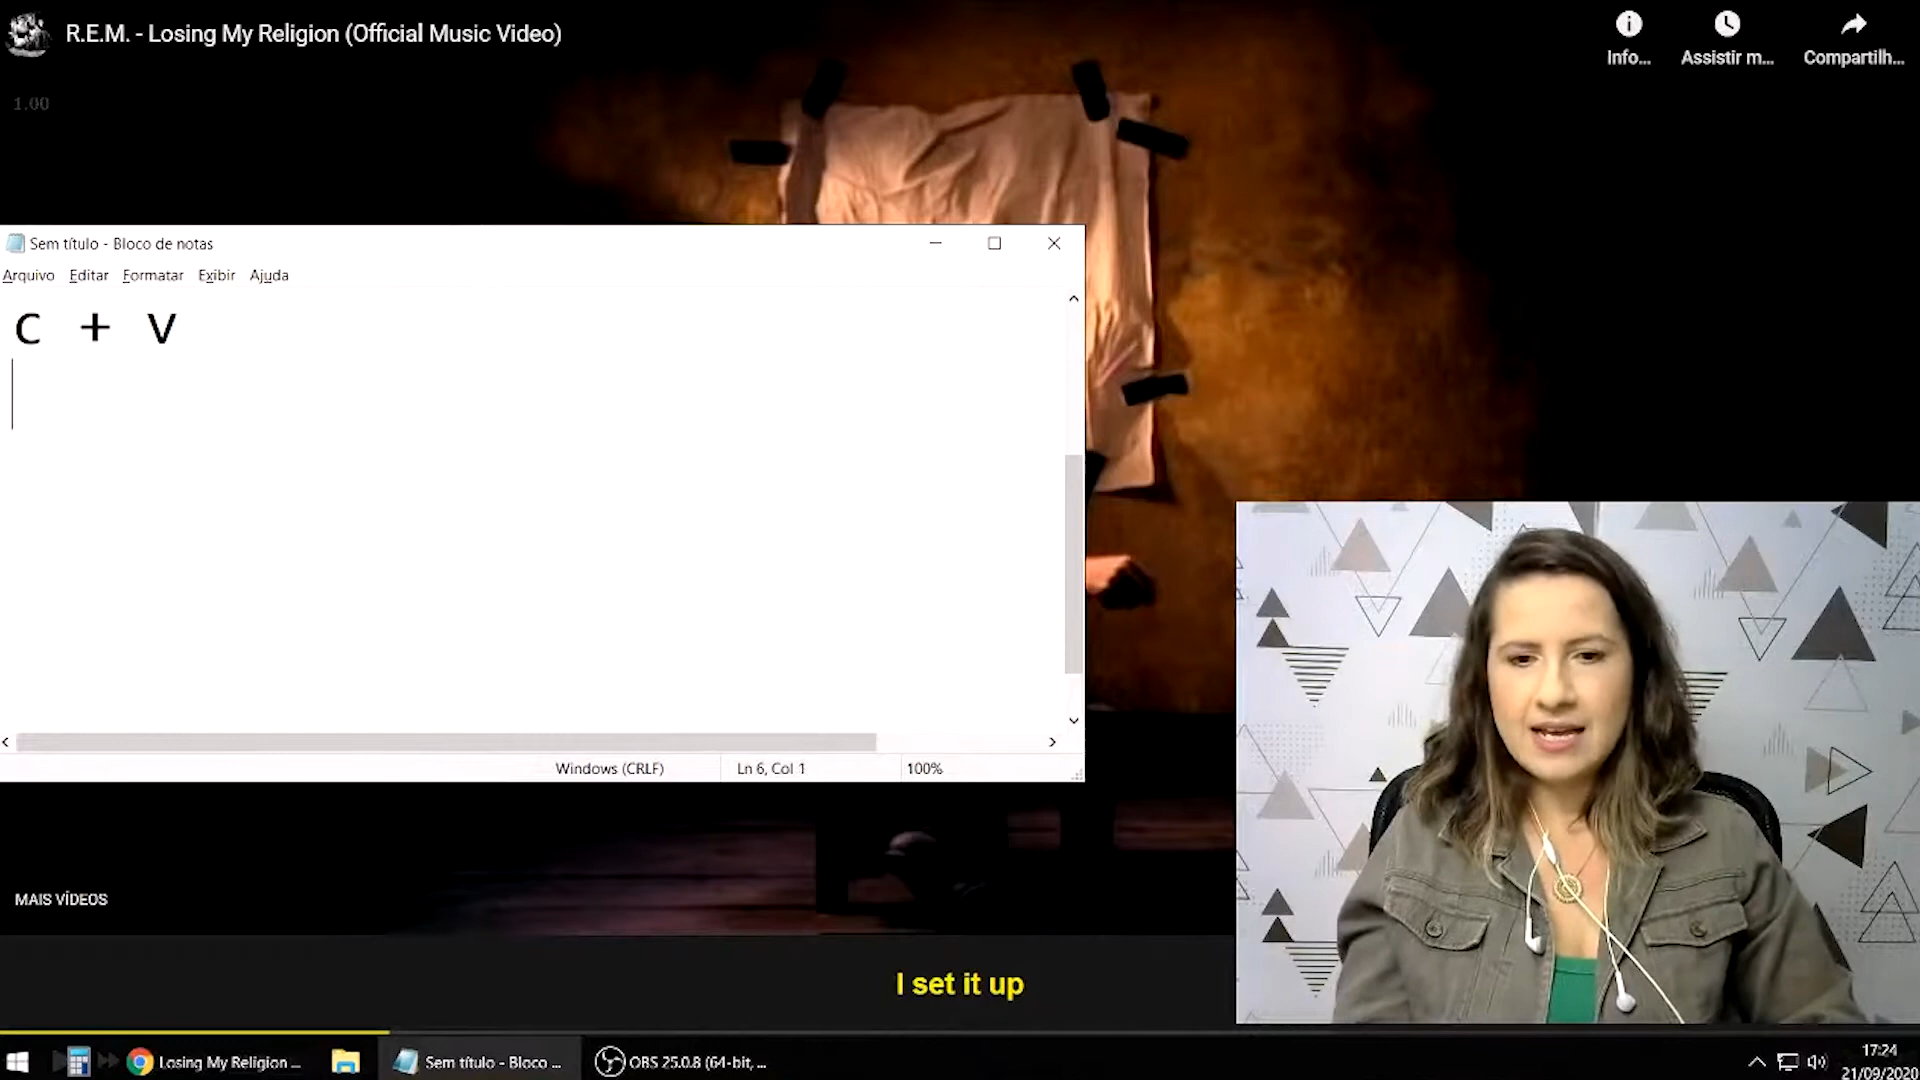 R.E.M. - Losing My Religion (Official Music Video)
Info...
Assistir m...
Compartilh...
1.00
Sem título - Bloco de notas
Arquivo Editar Formatar Exibir Ajuda
C + V
Windows (CRLF)
Ln 6, Col 1
100%
MAIS VÍDEOS
I set it up
Losing My Religion ...
Sem título - Bloco ...
OBS 25.0.8 (64-bit, ...
17:24
21/09/2020